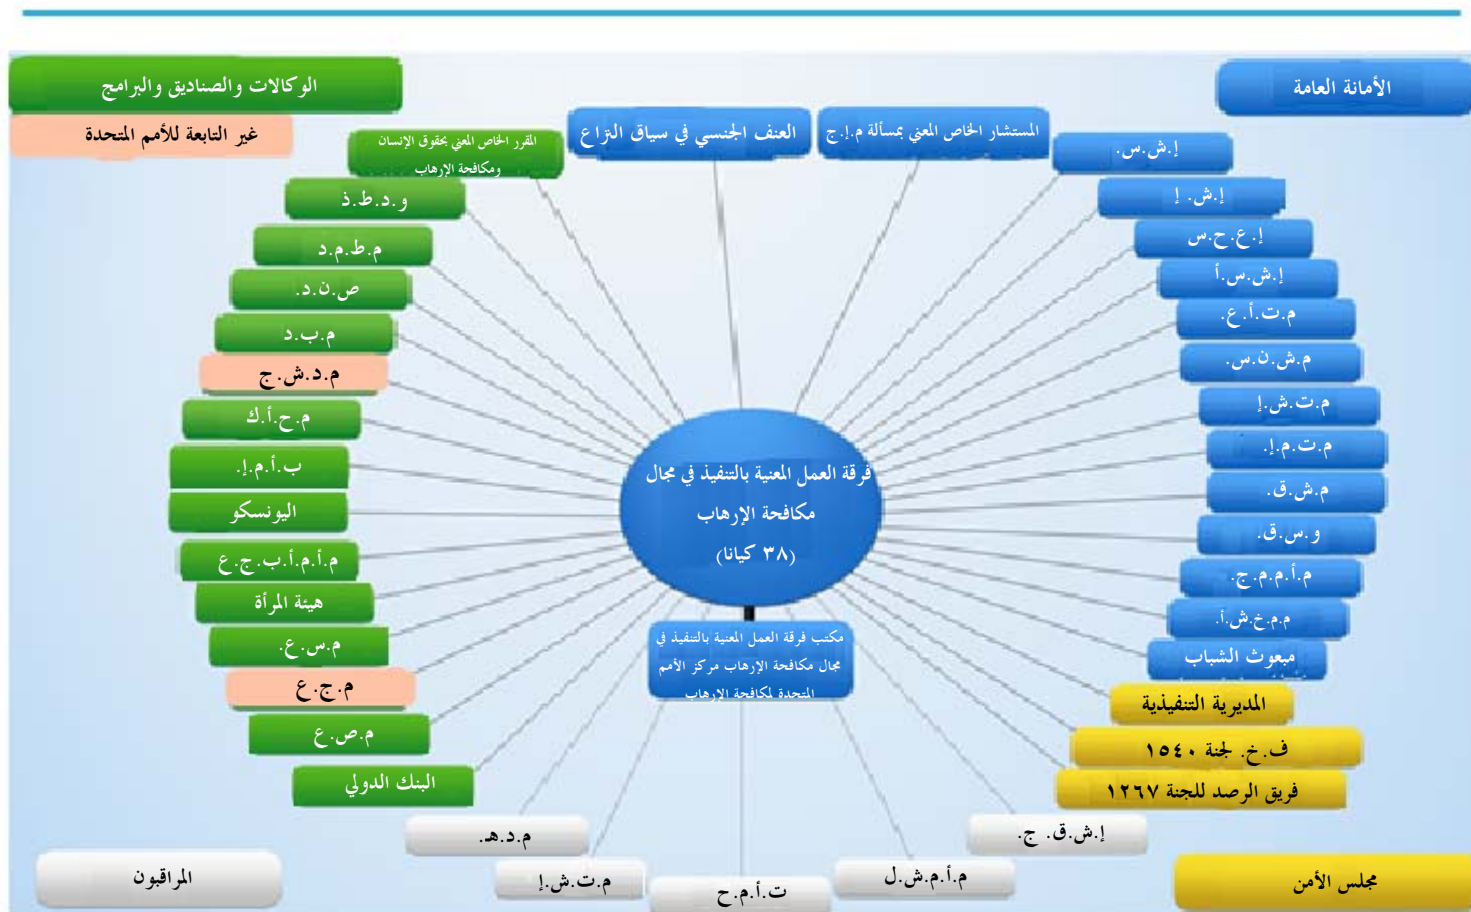 الأمانة العامة
الوكالات والصناديق والبرامج
غير التابعة للأمم المتحدة
المستشار الخاص المعني بمسألة م.إ.ج
العنف الجنسي في سياق النزاع
المقرر الخاص المعني بحقوق الإنسان
ومكافحة الإرهاب
إ.ش.س.
إ.ش. إ
إ.ع.ح.س
إ.ش.س.أ
م.ت.أ.ع.
م.ش.ن.س.
م.ت.ش.إ
م.ت.م.إ.
م.ش.ق.
و.س.ق.
م.أ.م.م.ج.
م.م.خ.ش.أ.
مبعوث الشباب
المديرية التنفيذية
ف.خ. لجنة ١٥٤٠
فريق الرصد للجنة ١٢٦٧
و.د.ط.ذ
م.ط.م.د
ص.ن.د.
م.ب.د
م.د.ش.ج
م.ح.أ.ك
ب.أ.م.إ.
اليونسكو
م.أ.م.أ.ب.ج.ع
هيئة المرأة
م.س.ع.
م.ج.ع
م.ص.ع
البنك الدولي
فرقة العمل المعنية بالتنفيذ في مجال
مكافحة الإرهاب
(٣٨ كيانا)
مكتب فرقة العمل المعنية بالتنفيذ في
مجال مكافحة الإرهاب مركز الأمم
المتحدة لمكافحة الإرهاب
إ.ش.ق. ج.
م.أ.م.ش.ل
ت.أ.م.ح
م.ت.ش.إ
م.د.هـ.
مجلس الأمن
المراقبون